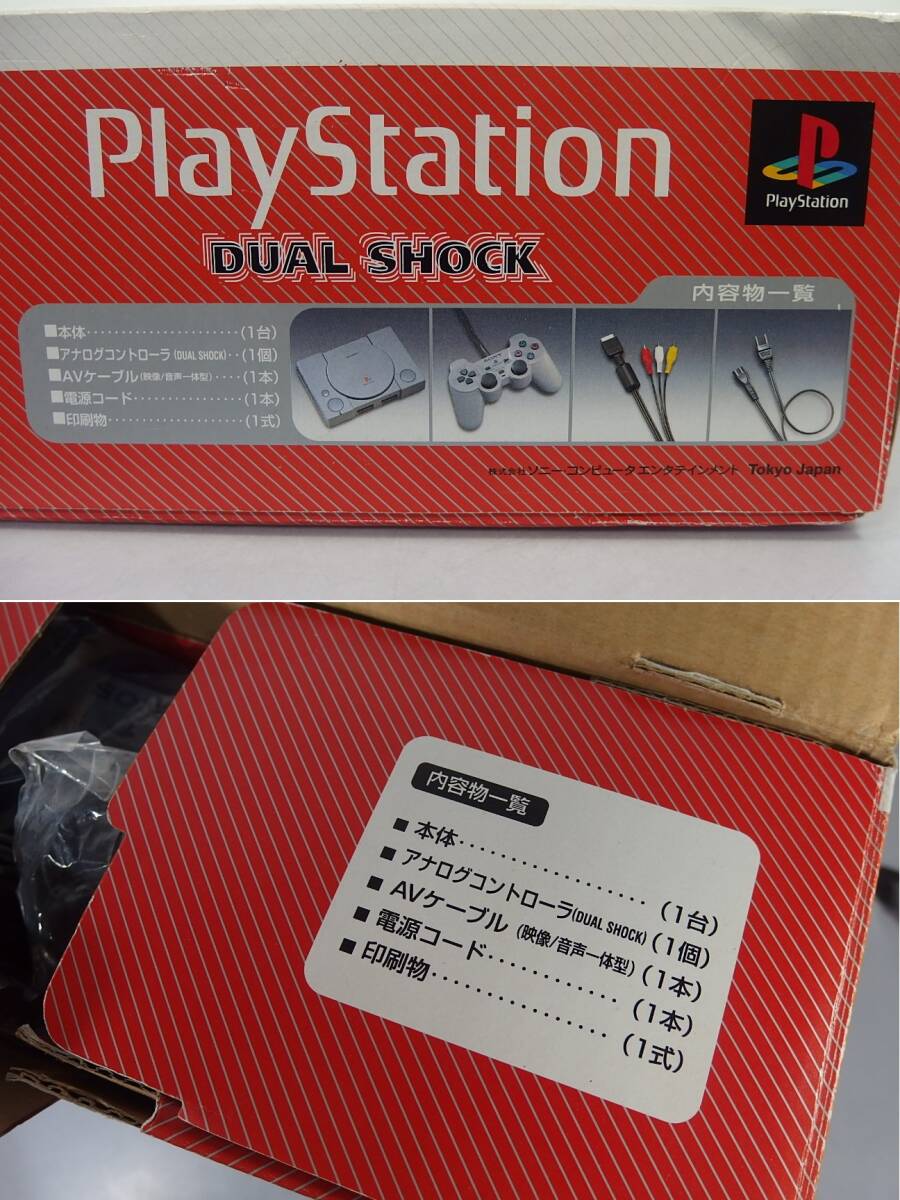 PlayStation
PlayStation
DUAL SHOCK
内容物一覧
■本体・・・・・・・・・・・・・・・・・・・・・(1台)
■アナログコントローラ(DUAL SHOCK)・・(1個)
■AVケーブル(映像/音声一体型)・・・・(1本)
■電源コード・・・・・・・・・・・・・・・(1本)
■印刷物・・・・・・・・・・・・・・・・・・・(1式)
SONY
株式会社ソニー・コンピュータエンタテインメント Tokyo Japan
内容物一覧
■ 本体・・・・・・・・・・・・・・・・・・(1台)
■ アナログコントローラ(DUAL SHOCK)(1個)
■ AVケーブル (映像/音声一体型)(1本)
■ 電源コード・・・・・・・・・・・・(1本)
■ 印刷物・・・・・・・・・・・・・・・・(1式)